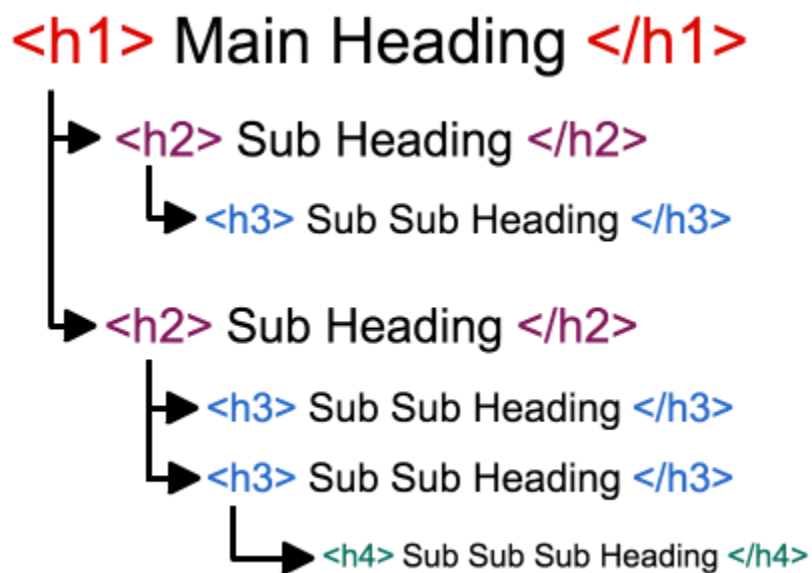 <h1> Main Heading </h1>
<h2> Sub Heading </h2>
<h3> Sub Sub Heading </h3>
<h2> Sub Heading </h2>
<h3> Sub Sub Heading </h3>
<h3> Sub Sub Heading </h3>
<h4> Sub Sub Sub Heading </h4>